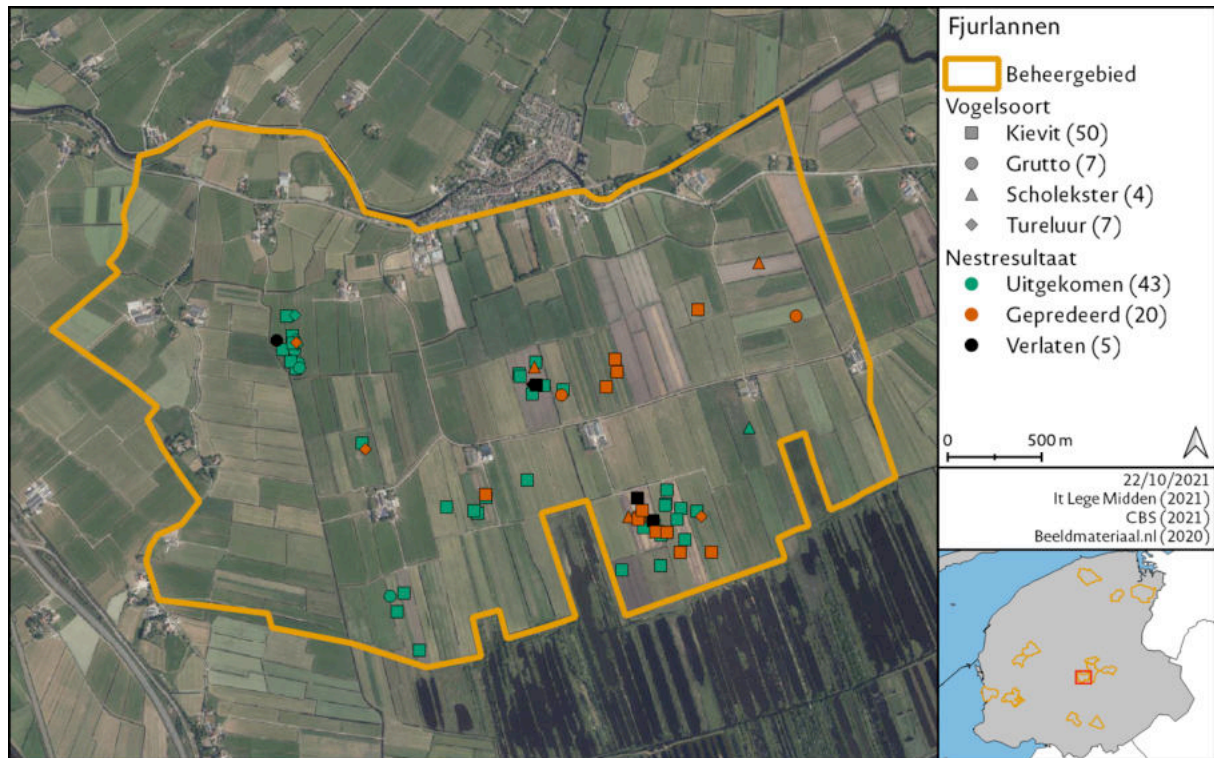 Fjurlannen
Beheergebied
Vogelsoort
Kievit (50)
Grutto (7)
Scholekster (4)
Tureluur (7)
Nestresultaat
Uitgekomen (43)
Gepredeerd (20)
Verlaten (5)
0 500 m
22/10/2021
It Lege Midden (2021)
CBS (2021)
Beeldmateriaal.nl (2020)